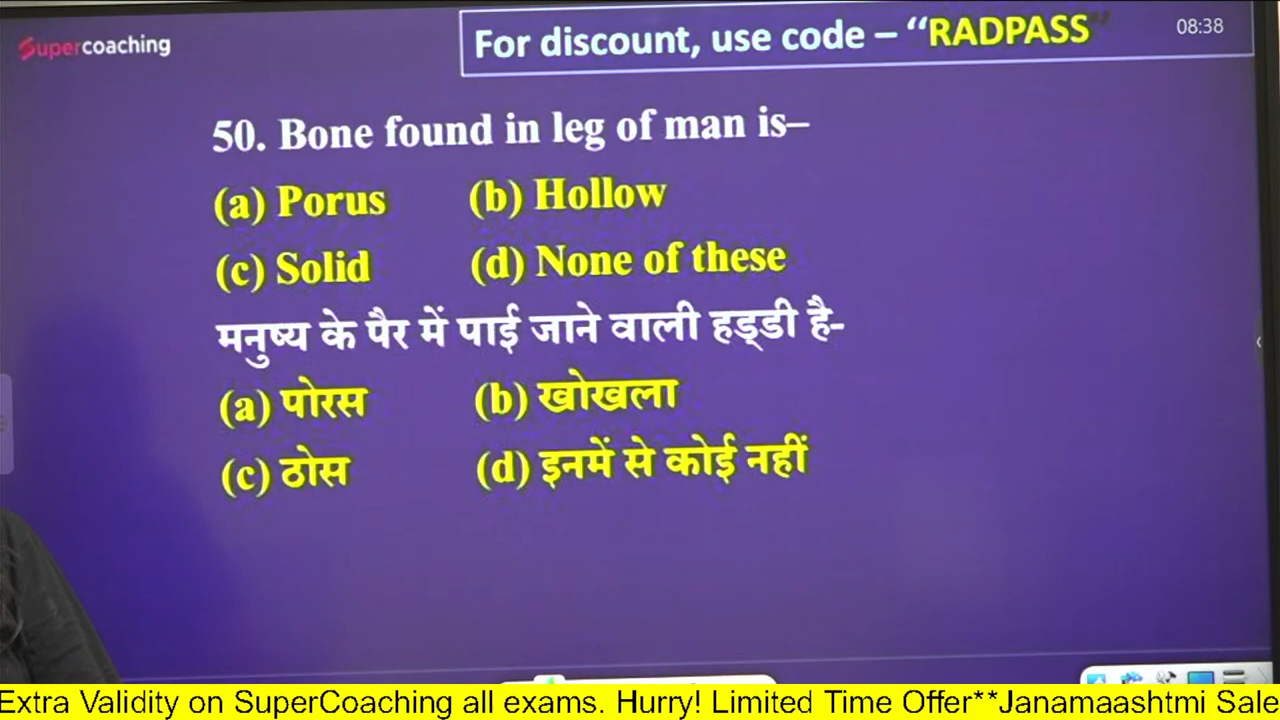 Supercoaching
For discount, use code – “RADPASS”
08:38
50. Bone found in leg of man is–
(a) Porus (b) Hollow
(c) Solid (d) None of these
मनुष्य के पैर में पाई जाने वाली हड्डी है-
(a) पोरस (b) खोखला
(c) ठोस (d) इनमें से कोई नहीं
Extra Validity on SuperCoaching all exams. Hurry! Limited Time Offer**Janamaashtmi Sale